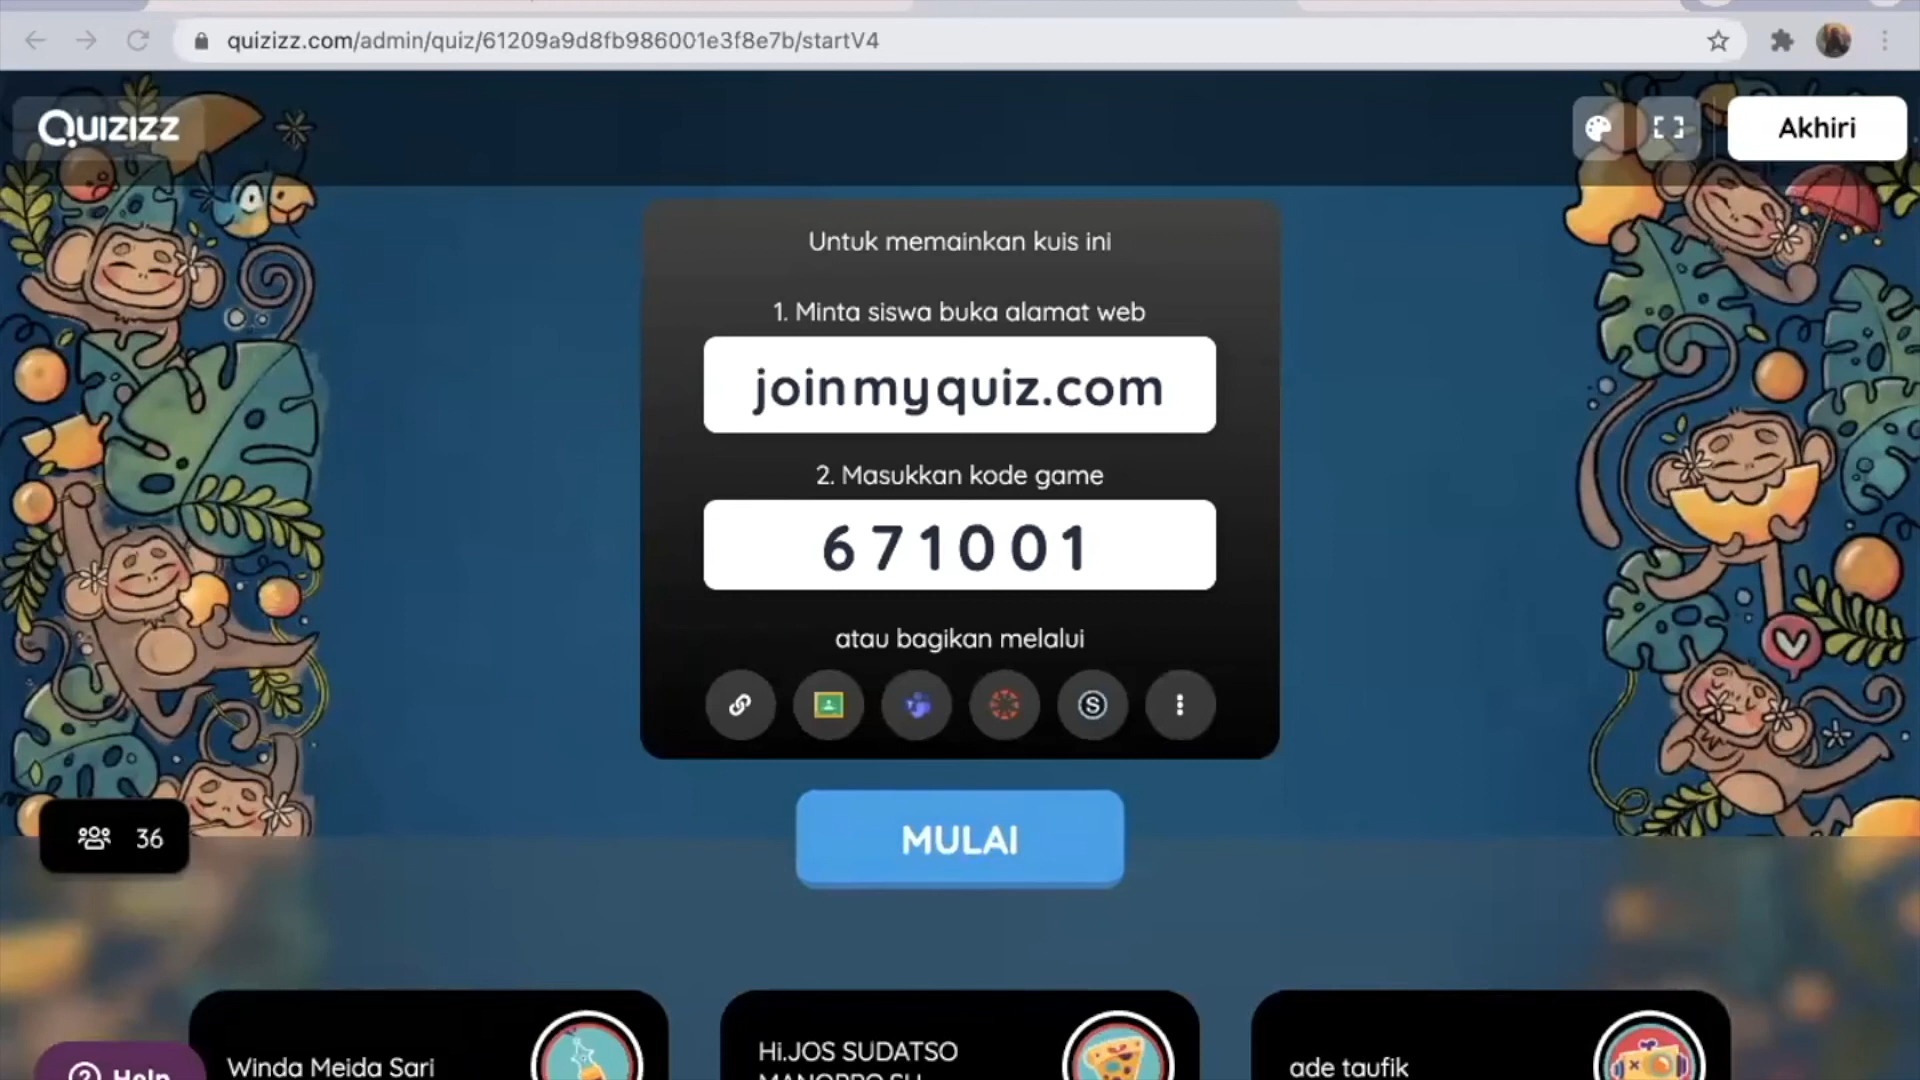 quizizz.com/admin/quiz/61209a9d8fb986001e3f8e7b/startV4
Quizizz
Akhiri
Untuk memainkan kuis ini
1. Minta siswa buka alamat web
joinmyquiz.com
2. Masukkan kode game
671001
atau bagikan melalui
S
36
MULAI
Winda Meida Sari
Hi.JOS SUDATSO
ade taufik
? Help